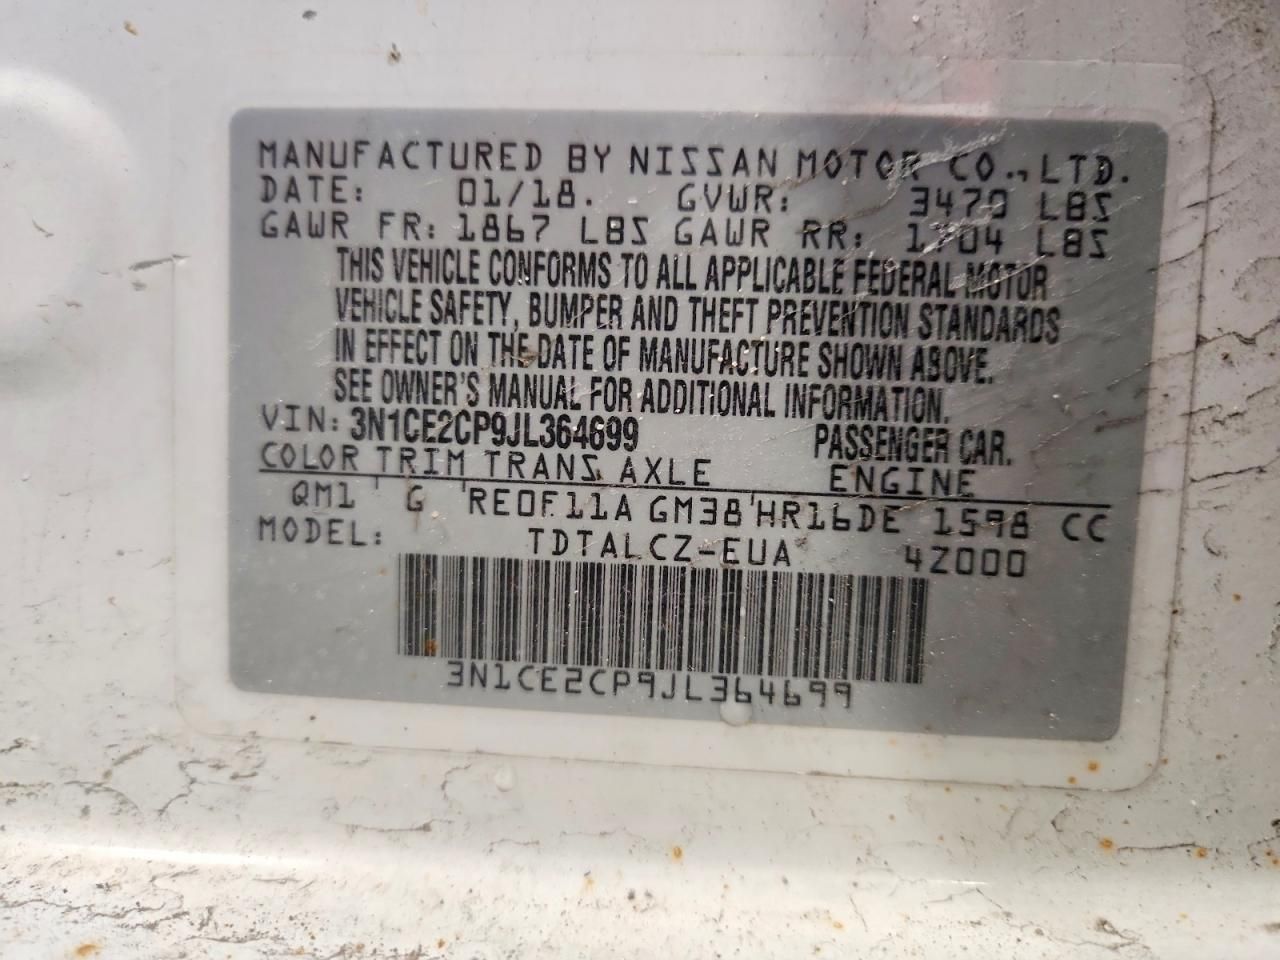 MANUFACTURED BY NISSAN MOTOR CO., LTD.
DATE: 01/18. GVWR: 3470 LBS
GAWR FR: 1867 LBS GAWR RR: 1704 LBS
THIS VEHICLE CONFORMS TO ALL APPLICABLE FEDERAL MOTOR
VEHICLE SAFETY, BUMPER AND THEFT PREVENTION STANDARDS
IN EFFECT ON THE DATE OF MANUFACTURE SHOWN ABOVE.
SEE OWNER'S MANUAL FOR ADDITIONAL INFORMATION.
VIN: 3N1CE2CP9JL364699 PASSENGER CAR.
COLOR TRIM TRANS AXLE ENGINE
QM1 ' G 'RE0F11A GM38'HR16DE 1598 CC
MODEL: TDTALCZ-EUA 4Z000
3N1CE2CP9JL364699